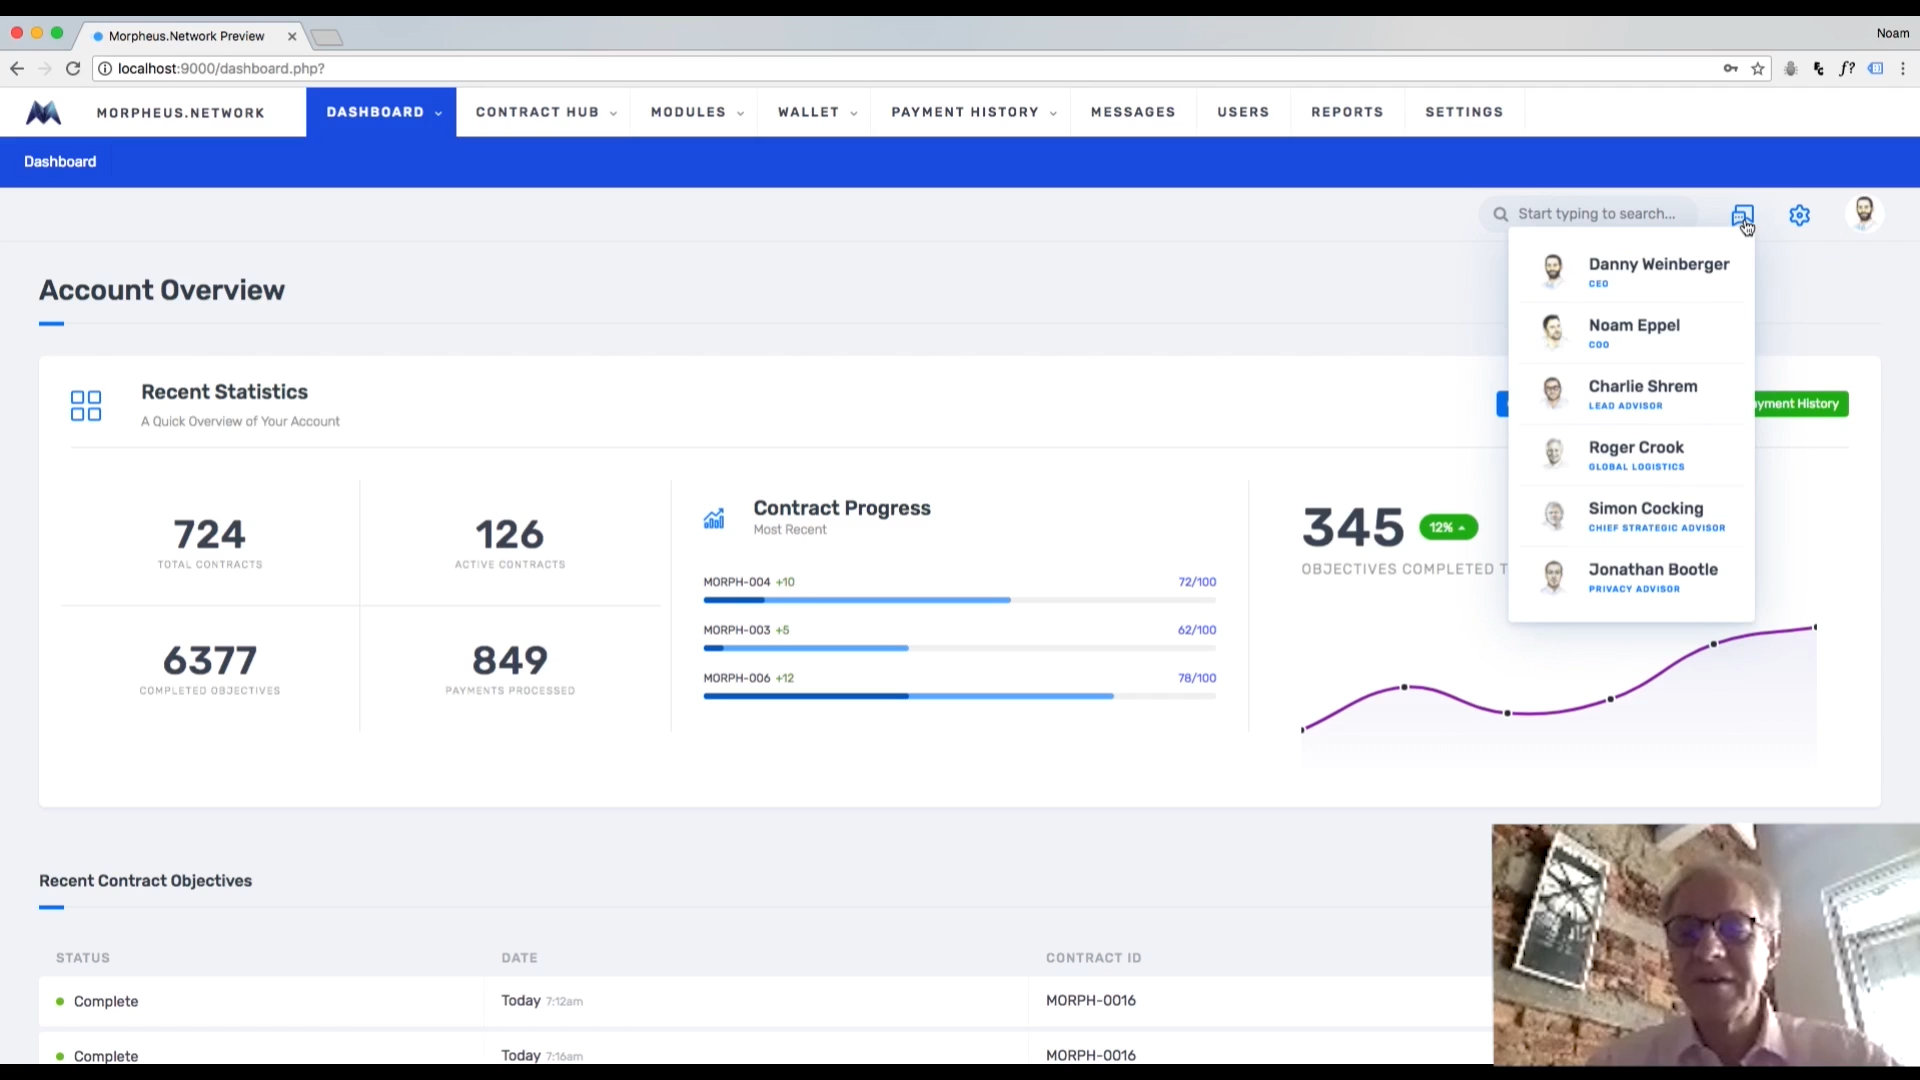 Morpheus.Network Preview
Noam
localhost:9000/dashboard.php?
f?
MORPHEUS.NETWORK
DASHBOARD
CONTRACT HUB
MODULES
WALLET
PAYMENT HISTORY
MESSAGES
USERS
REPORTS
SETTINGS
Dashboard
Start typing to search...
Danny Weinberger
CEO
Noam Eppel
COO
Charlie Shrem
LEAD ADVISOR
Roger Crook
GLOBAL LOGISTICS
Simon Cocking
CHIEF STRATEGIC ADVISOR
Jonathan Bootle
PRIVACY ADVISOR
Account Overview
Recent Statistics
A Quick Overview of Your Account
yment History
724
TOTAL CONTRACTS
126
ACTIVE CONTRACTS
6377
COMPLETED OBJECTIVES
849
PAYMENTS PROCESSED
Contract Progress
Most Recent
MORPH-004 +10 72/100
MORPH-003 +5 62/100
MORPH-006 +12 78/100
345 12%
OBJECTIVES COMPLETED T
Recent Contract Objectives
STATUS DATE CONTRACT ID
Complete Today 7:12am MORPH-0016
Complete Today 7:16am MORPH-0016